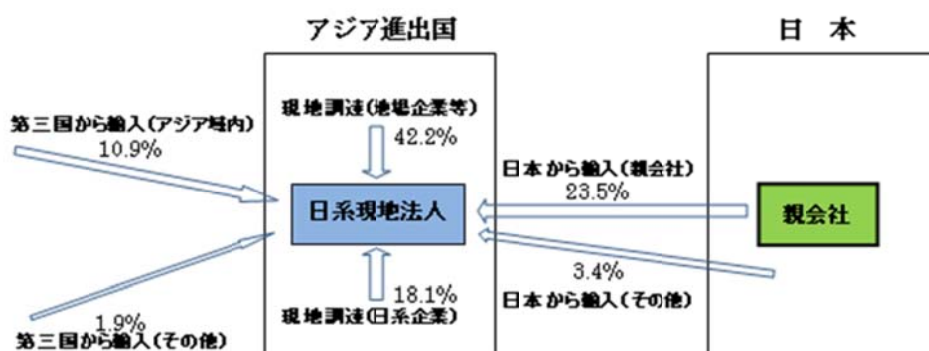 アジア進出国
日 本
現地調達(地場企業等)
42.2%
第三国から輸入(アジア域内)
10.9%
日本から輸入(親会社)
23.5%
日系現地法人
親会社
3.4%
日本から輸入(その他)
18.1%
現地調達(日系企業)
1.9%
第三国から輸入(その他)